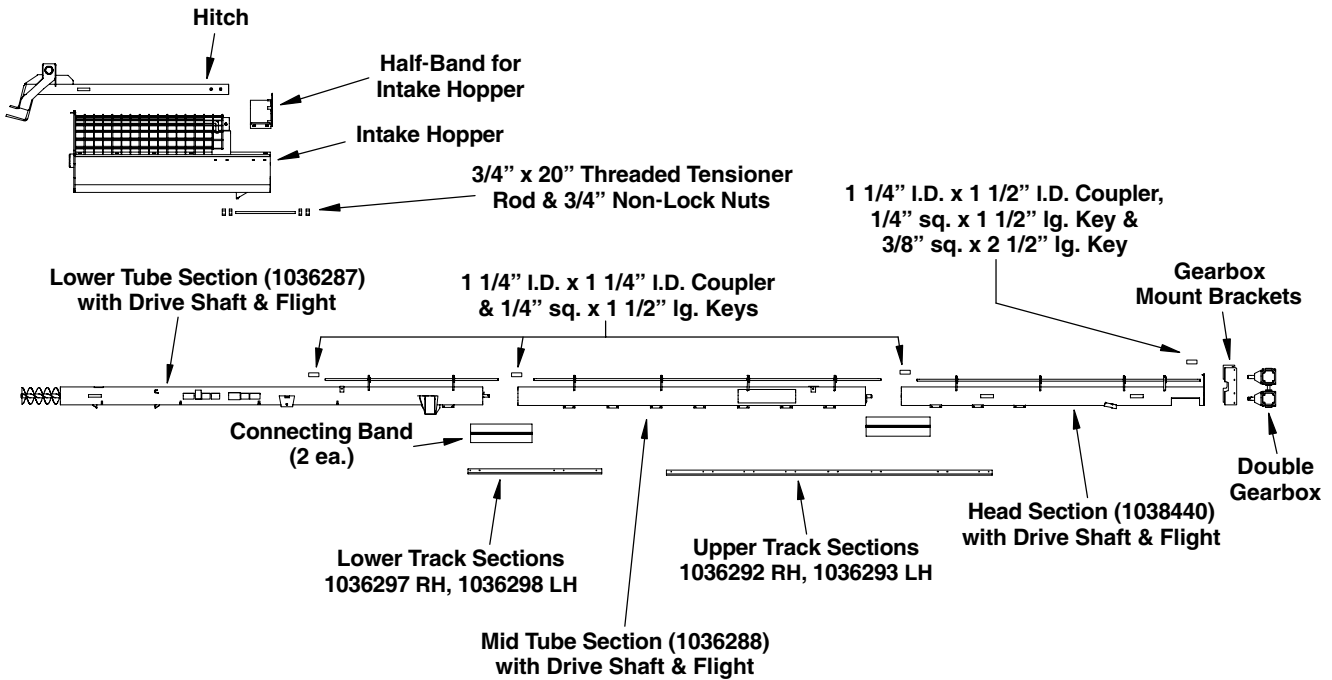 Hitch
Half-Band for
Intake Hopper
Intake Hopper
3/4” x 20” Threaded Tensioner
Rod & 3/4” Non-Lock Nuts
1 1/4” I.D. x 1 1/2” I.D. Coupler,
1/4” sq. x 1 1/2” lg. Key &
3/8” sq. x 2 1/2” lg. Key
Lower Tube Section (1036287)
with Drive Shaft & Flight
1 1/4” I.D. x 1 1/4” I.D. Coupler
& 1/4” sq. x 1 1/2” lg. Keys
Gearbox
Mount Brackets
Connecting Band
(2 ea.)
Double
Gearbox
Head Section (1038440)
with Drive Shaft & Flight
Lower Track Sections
1036297 RH, 1036298 LH
Upper Track Sections
1036292 RH, 1036293 LH
Mid Tube Section (1036288)
with Drive Shaft & Flight